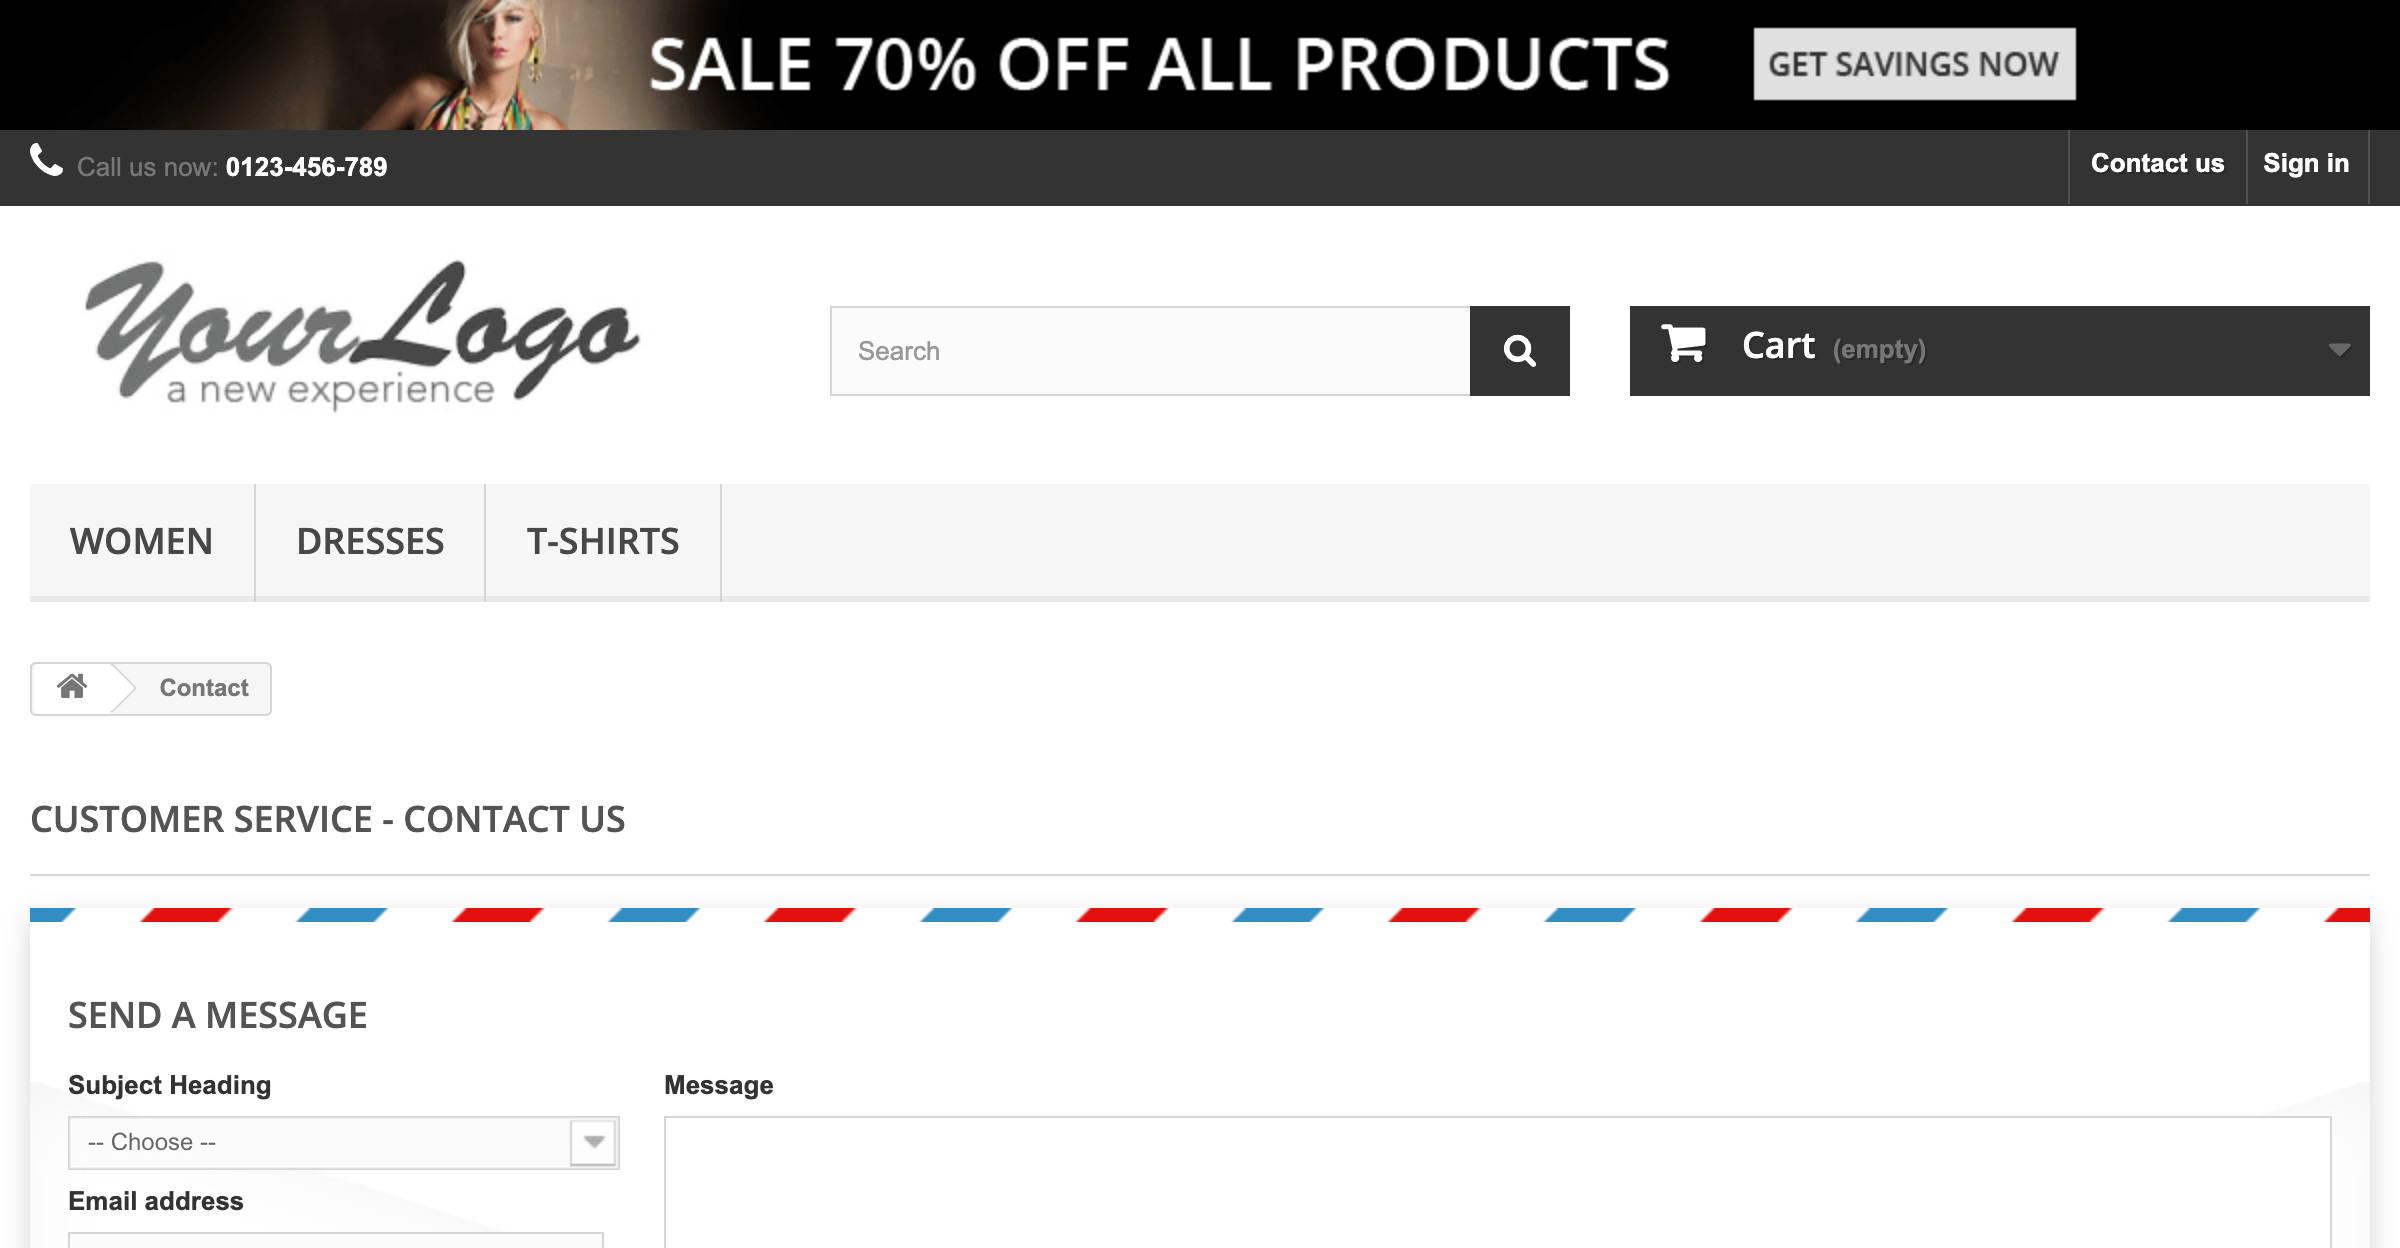 SALE 70% OFF ALL PRODUCTS
GET SAVINGS NOW
Call us now: 0123-456-789
Contact us
Sign in
Your Logo
a new experience
Search
Cart (empty)
WOMEN
DRESSES
T-SHIRTS
Contact
CUSTOMER SERVICE - CONTACT US
SEND A MESSAGE
Subject Heading
-- Choose --
Email address
Message